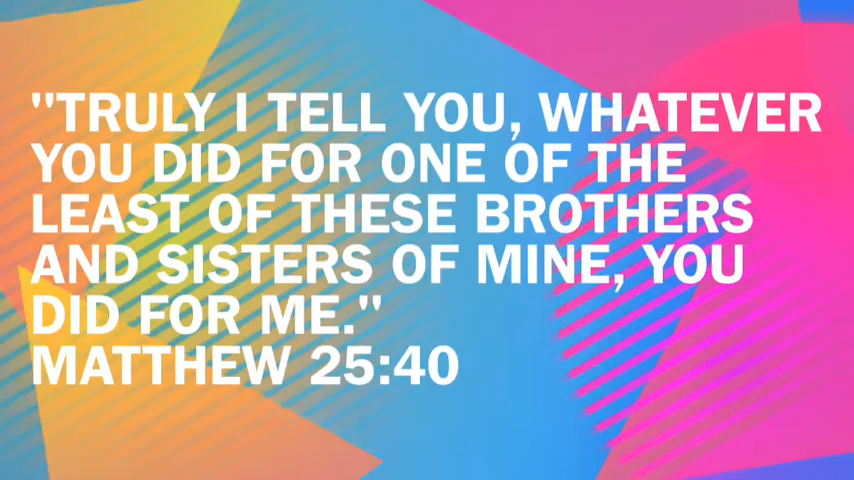 "TRULY I TELL YOU, WHATEVER
YOU DID FOR ONE OF THE
LEAST OF THESE BROTHERS
AND SISTERS OF MINE, YOU
DID FOR ME."
MATTHEW 25:40